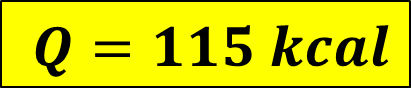 Q = 115 kcal